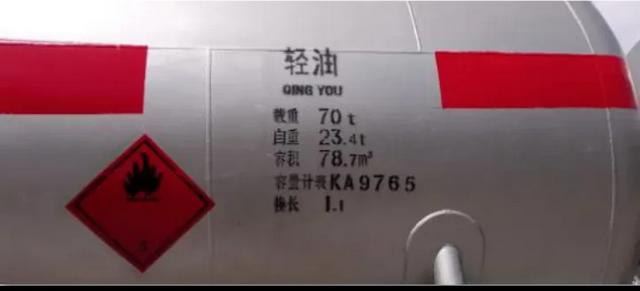 轻油
QING YOU
载重 70t
自重 23.4t
容积 78.7m³
容量计表KA9765
换长 1.1